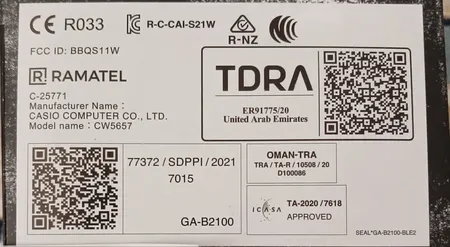 CE R033
R-C-CAI-S21W
R-NZ
FCC ID: BBQS11W
R! RAMATEL
C-25771
Manufacturer Name :
CASIO COMPUTER CO., LTD.
Model name : CW5657
TDRA
ER91775/20
United Arab Emirates
77372 / SDPPI / 2021
7015
GA-B2100
OMAN-TRA
TRA / TA-R / 10508 / 20
D100086
ICASA
TA-2020 / 7618
APPROVED
SEAL*GA-B2100-BLE2